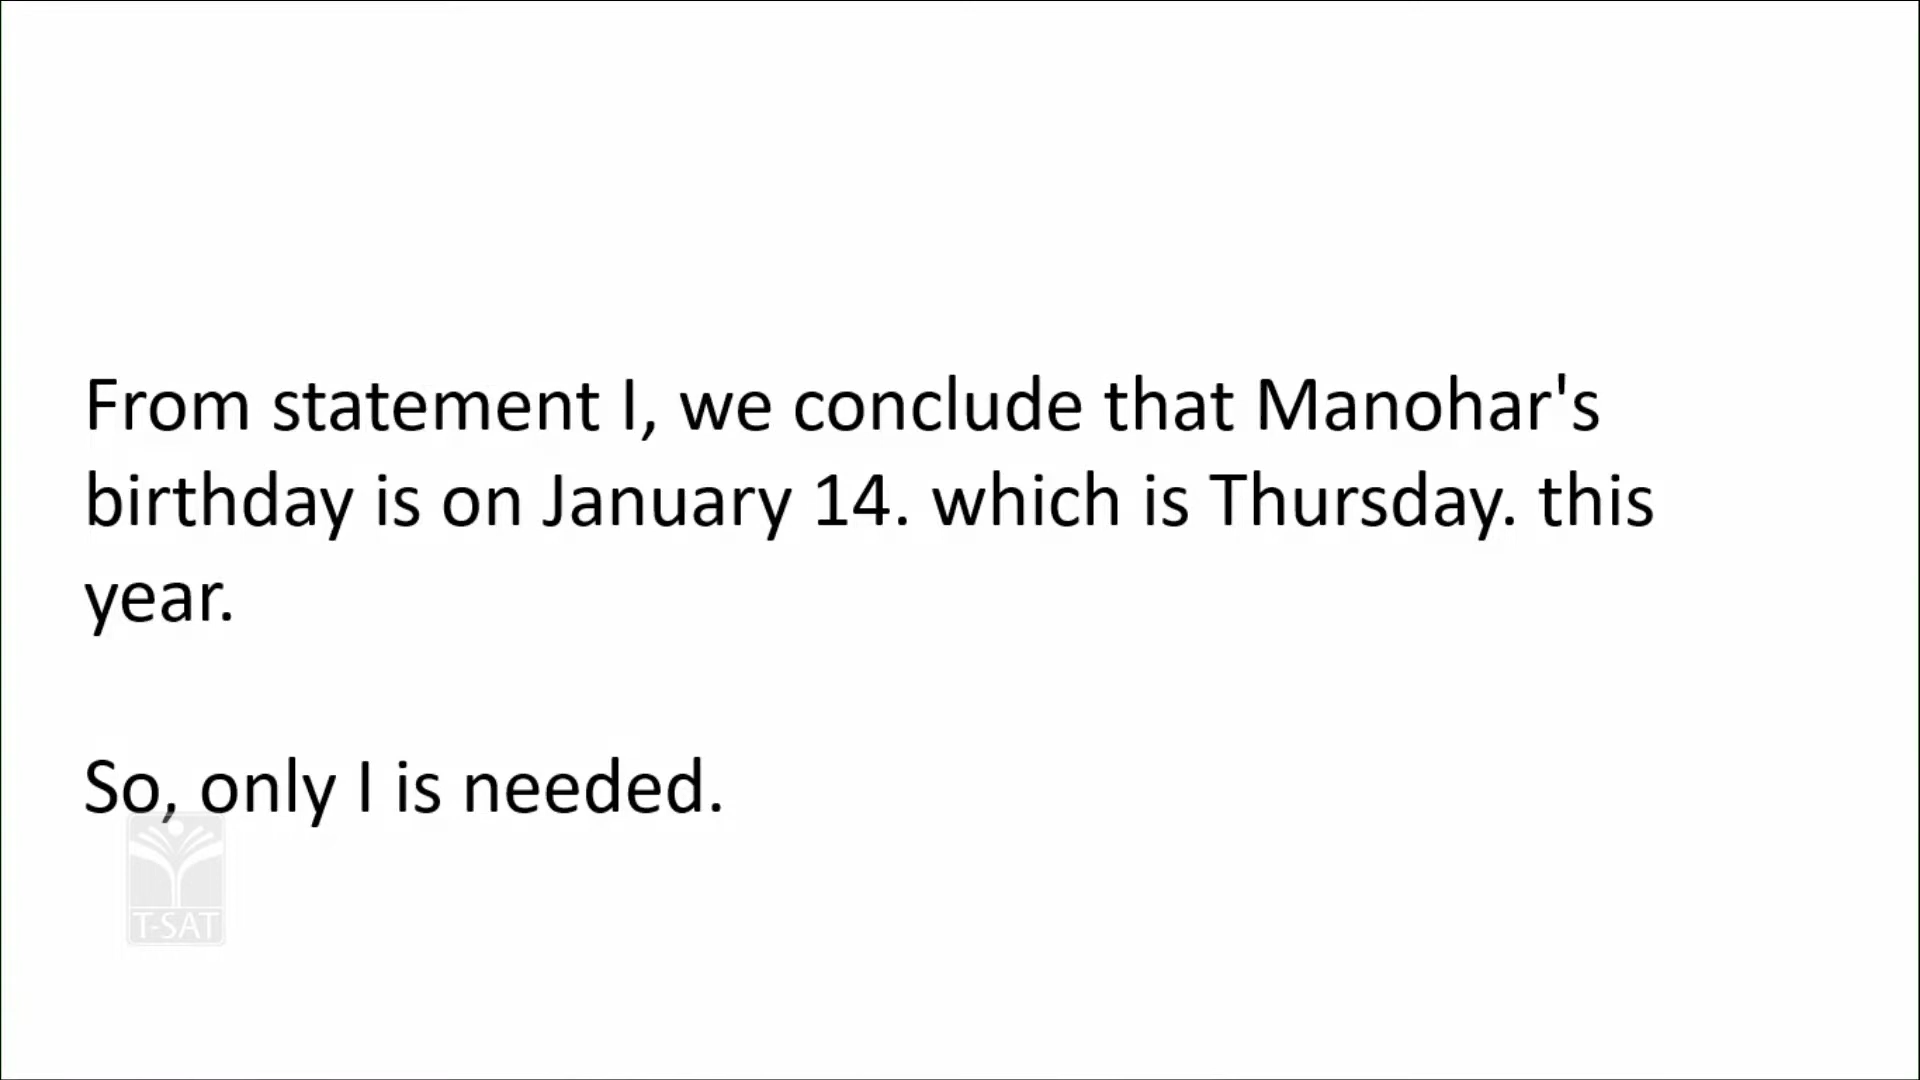 From statement I, we conclude that Manohar's
birthday is on January 14. which is Thursday. this
year.
So, only I is needed.
T-SAT